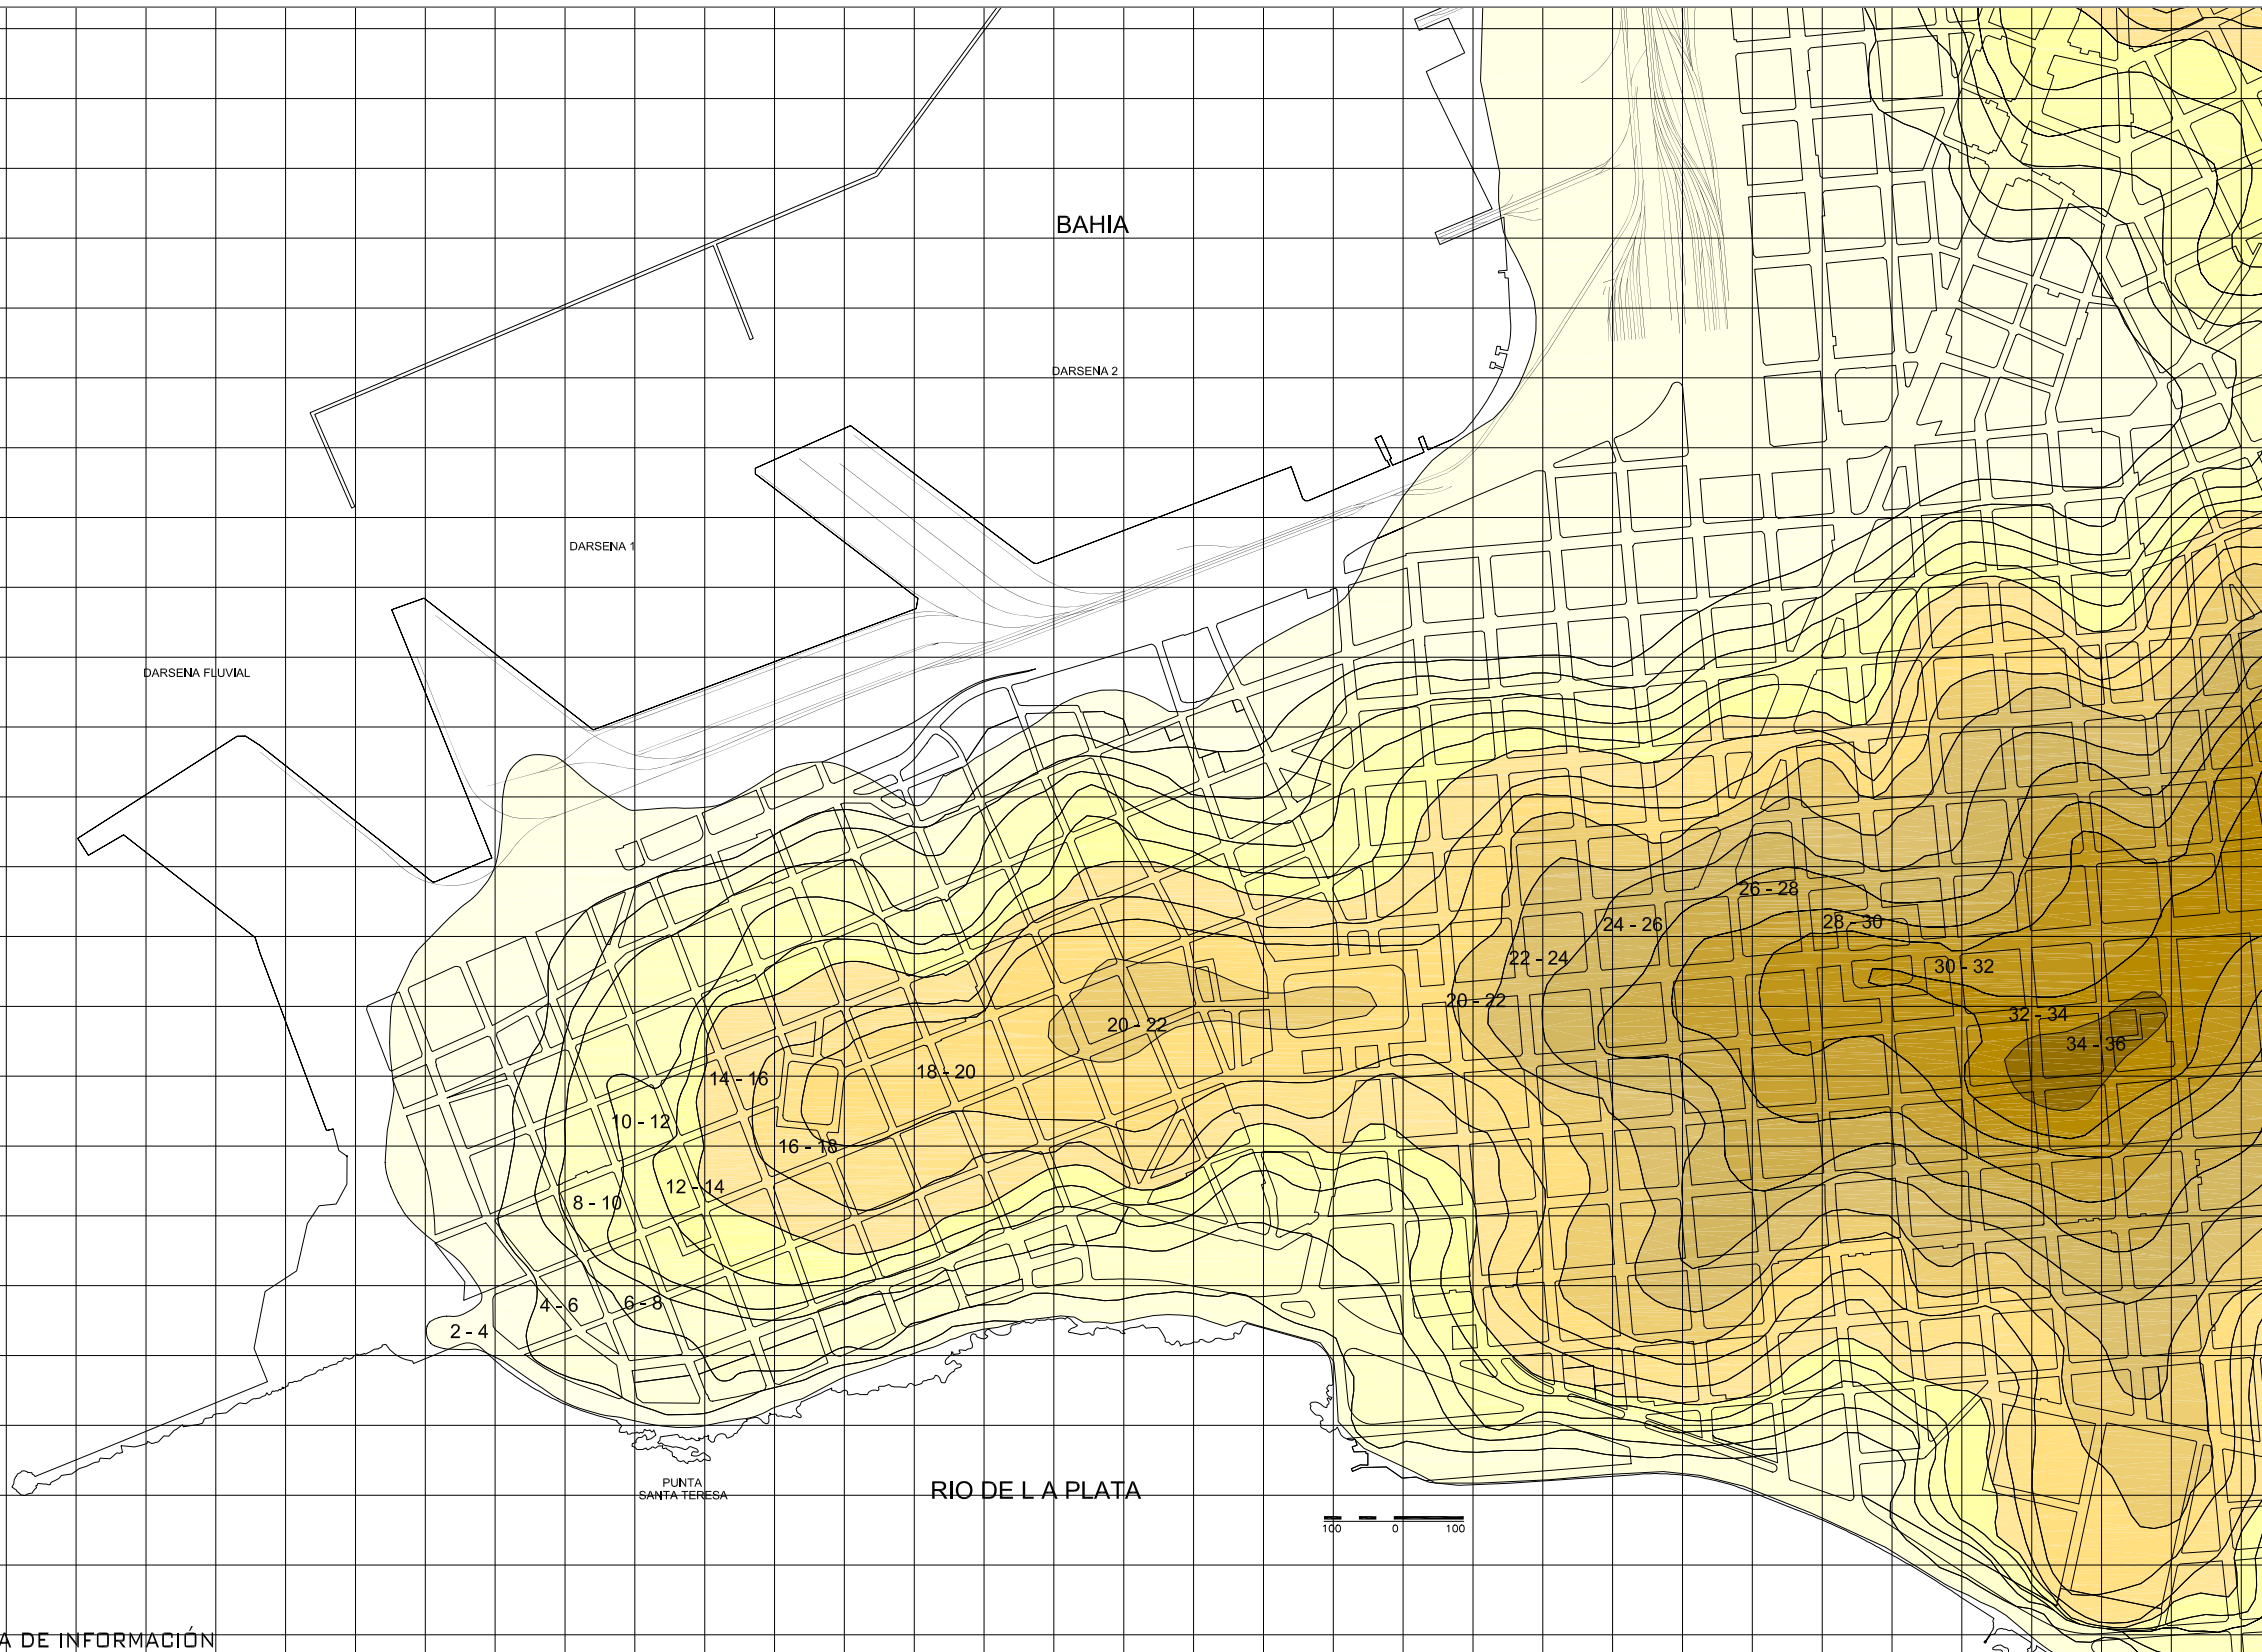 BAHIA
DARSENA 2
DARSENA 1
DARSENA FLUVIAL
26 - 28
24 - 26
28 - 30
22 - 24
30 - 32
20 - 22
32 - 34
20 - 22
34 - 36
18 - 20
14 - 16
10 - 12
16 - 18
12 - 14
8 - 10
4 - 6
6 - 8
2 - 4
PUNTA
SANTA TERESA
RIO DE L A PLATA
100 0 100
A DE INFORMACIÓN